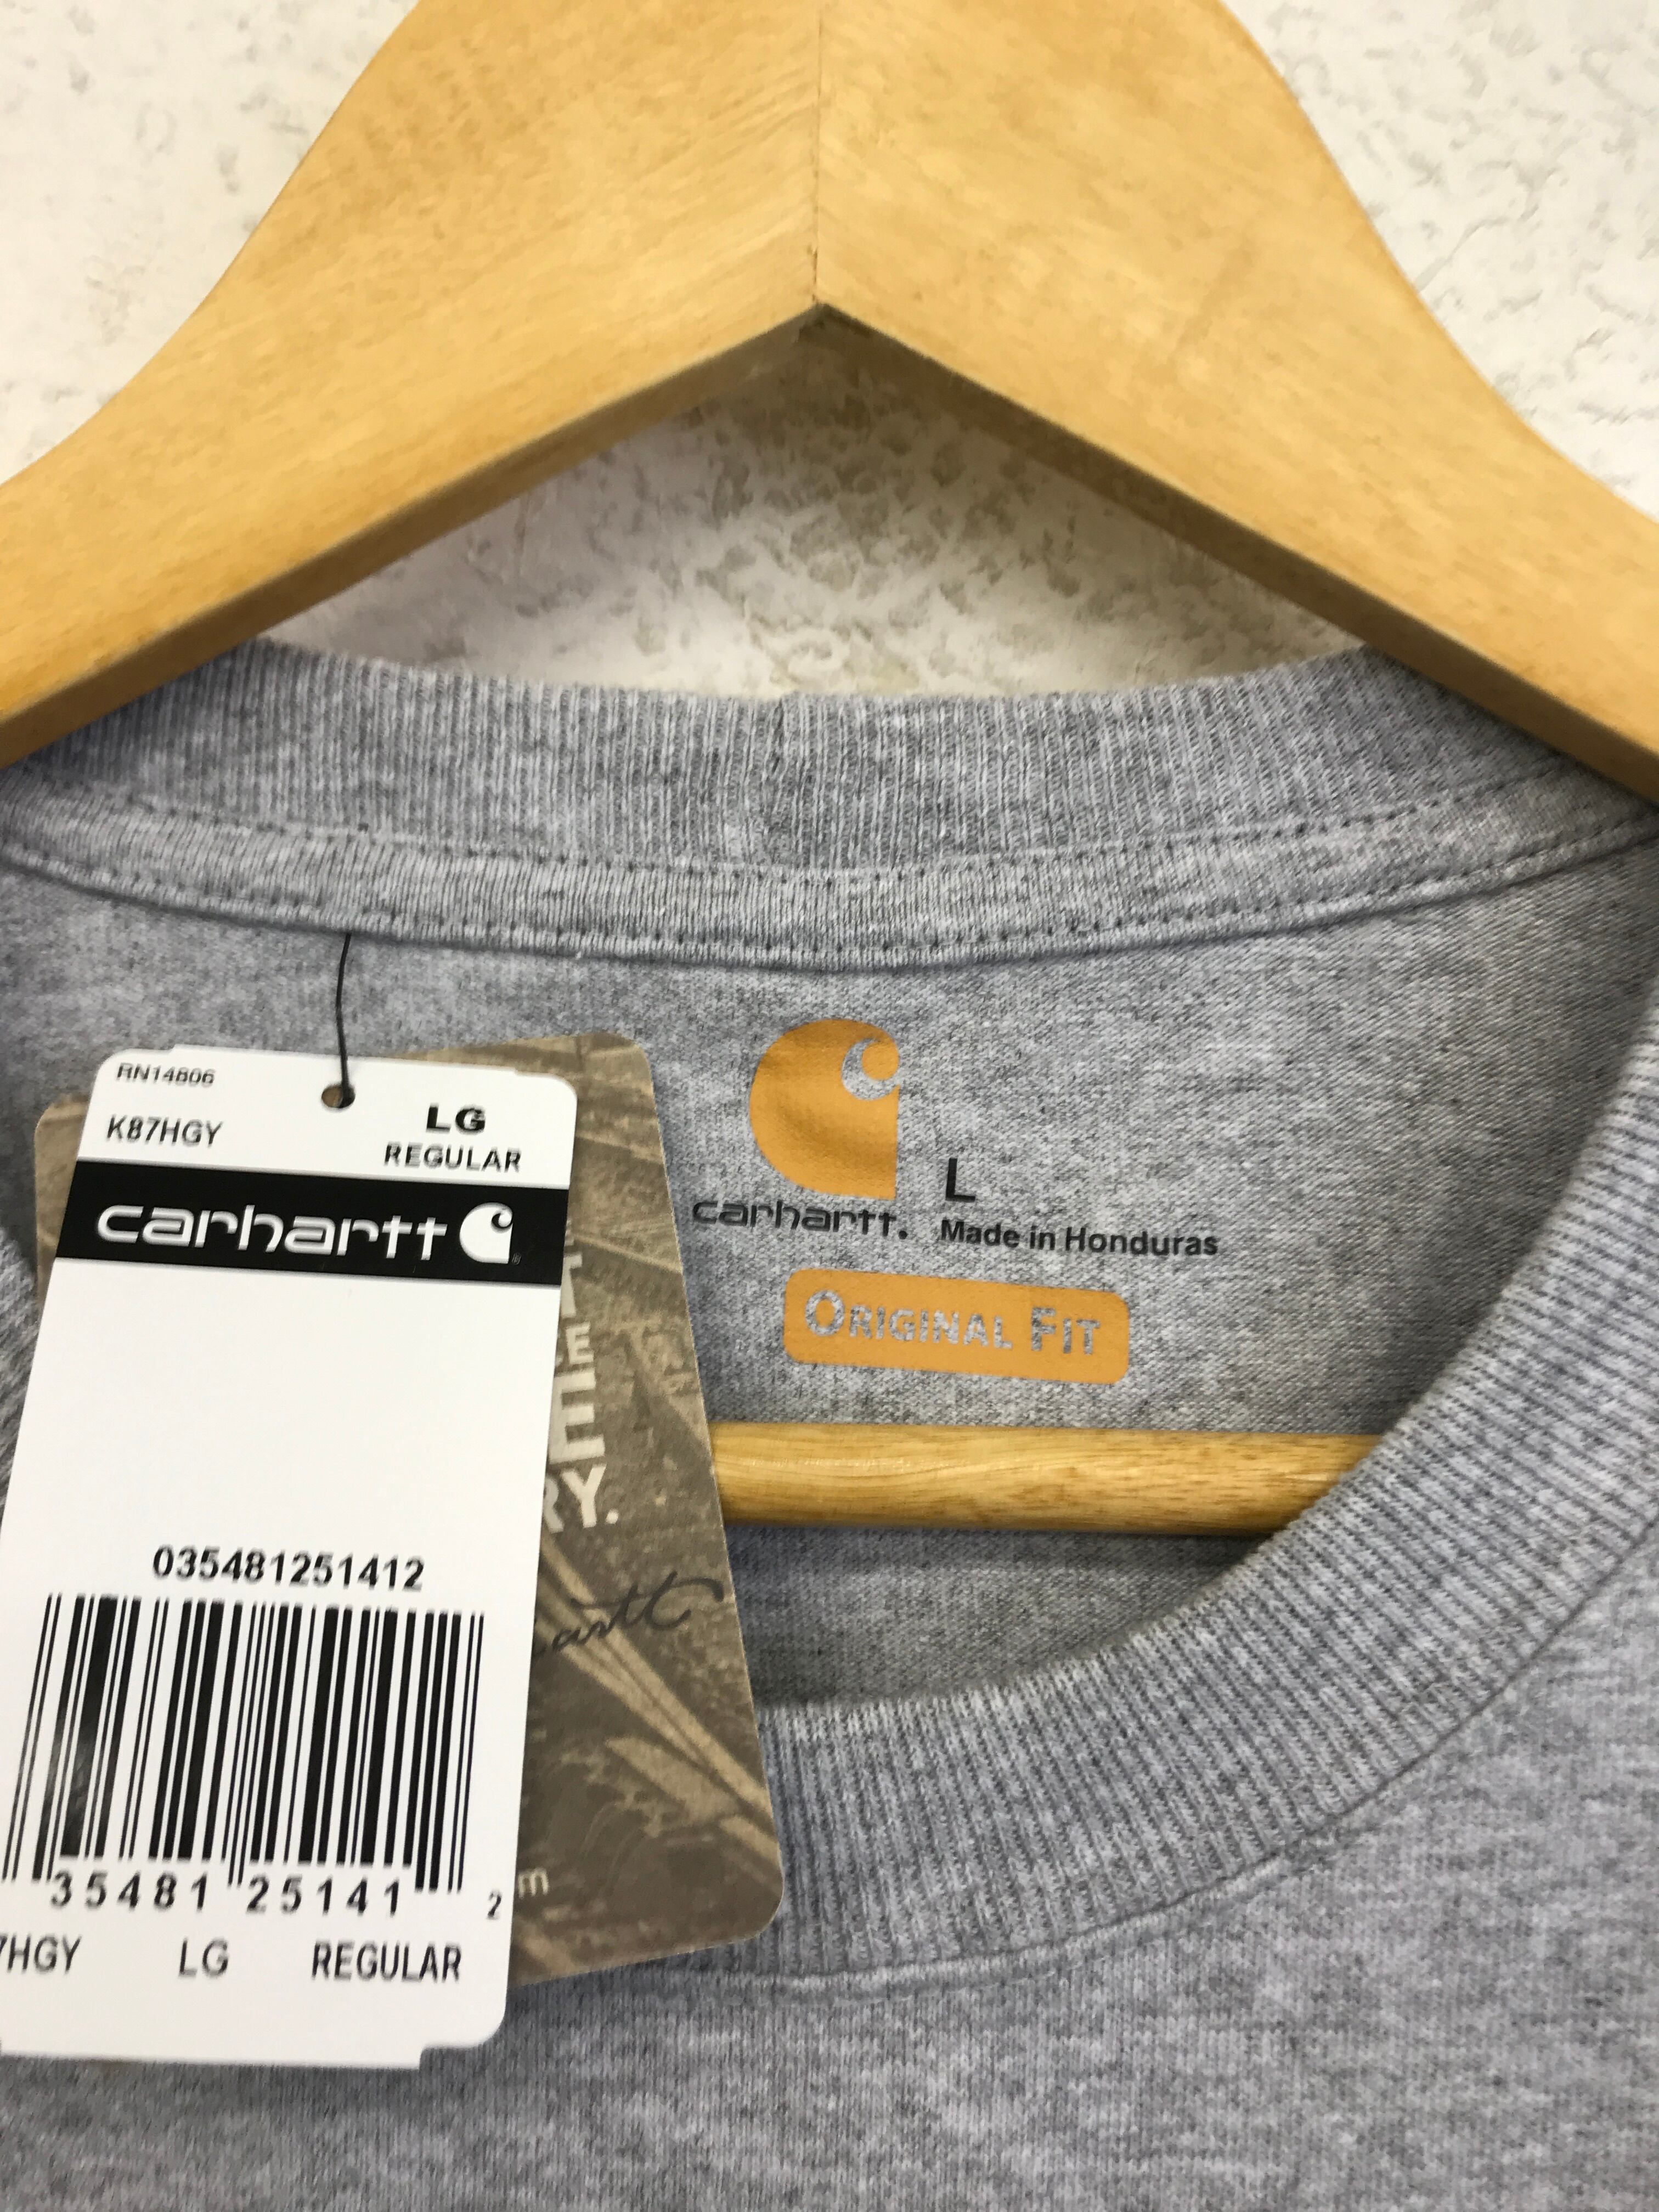 RN14806
K87HGY
LG
REGULAR
carhartt
035481251412
35481 25141 2
7HGY LG REGULAR
carhartt.
L
Made in Honduras
ORIGINAL FIT